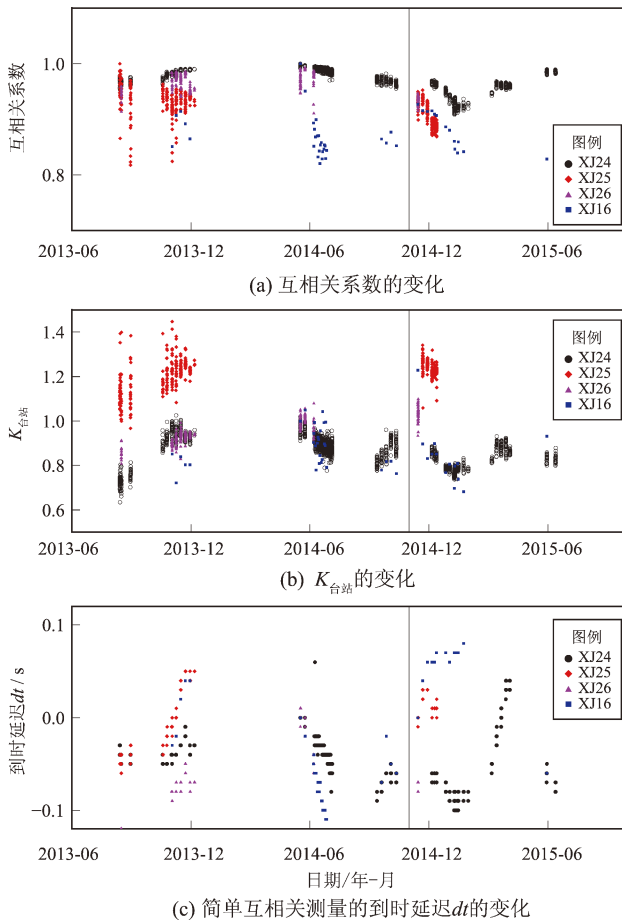 互相关系数
1.0
0.8
图例
XJ24
XJ25
XJ26
XJ16
2013-06 2013-12 2014-06 2014-12 2015-06
(a) 互相关系数的变化
K台站
1.4
1.2
1.0
0.8
0.6
图例
XJ24
XJ25
XJ26
XJ16
2013-06 2013-12 2014-06 2014-12 2015-06
(b) K台站的变化
到时延迟dt / s
0.1
0.0
−0.1
图例
XJ24
XJ25
XJ26
XJ16
2013-06 2013-12 2014-06 2014-12 2015-06
日期/年-月
(c) 简单互相关测量的到时延迟dt的变化